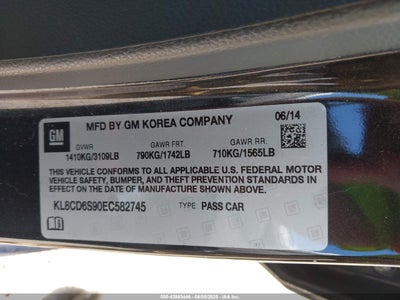 GM
MFD BY GM KOREA COMPANY
06/14
GVWR GAWR FRT. GAWR RR.
1410KG/3109LB 790KG/1742LB 710KG/1565LB
THIS VEHICLE CONFORMS TO ALL APPLICABLE U.S. FEDERAL MOTOR
VEHICLE SAFETY, BUMPER, AND THEFT PREVENTION STANDARDS IN
EFFECT ON THE DATE OF MANUFACTURE SHOWN ABOVE.
KL8CD6S90EC582745 TYPE: PASS CAR